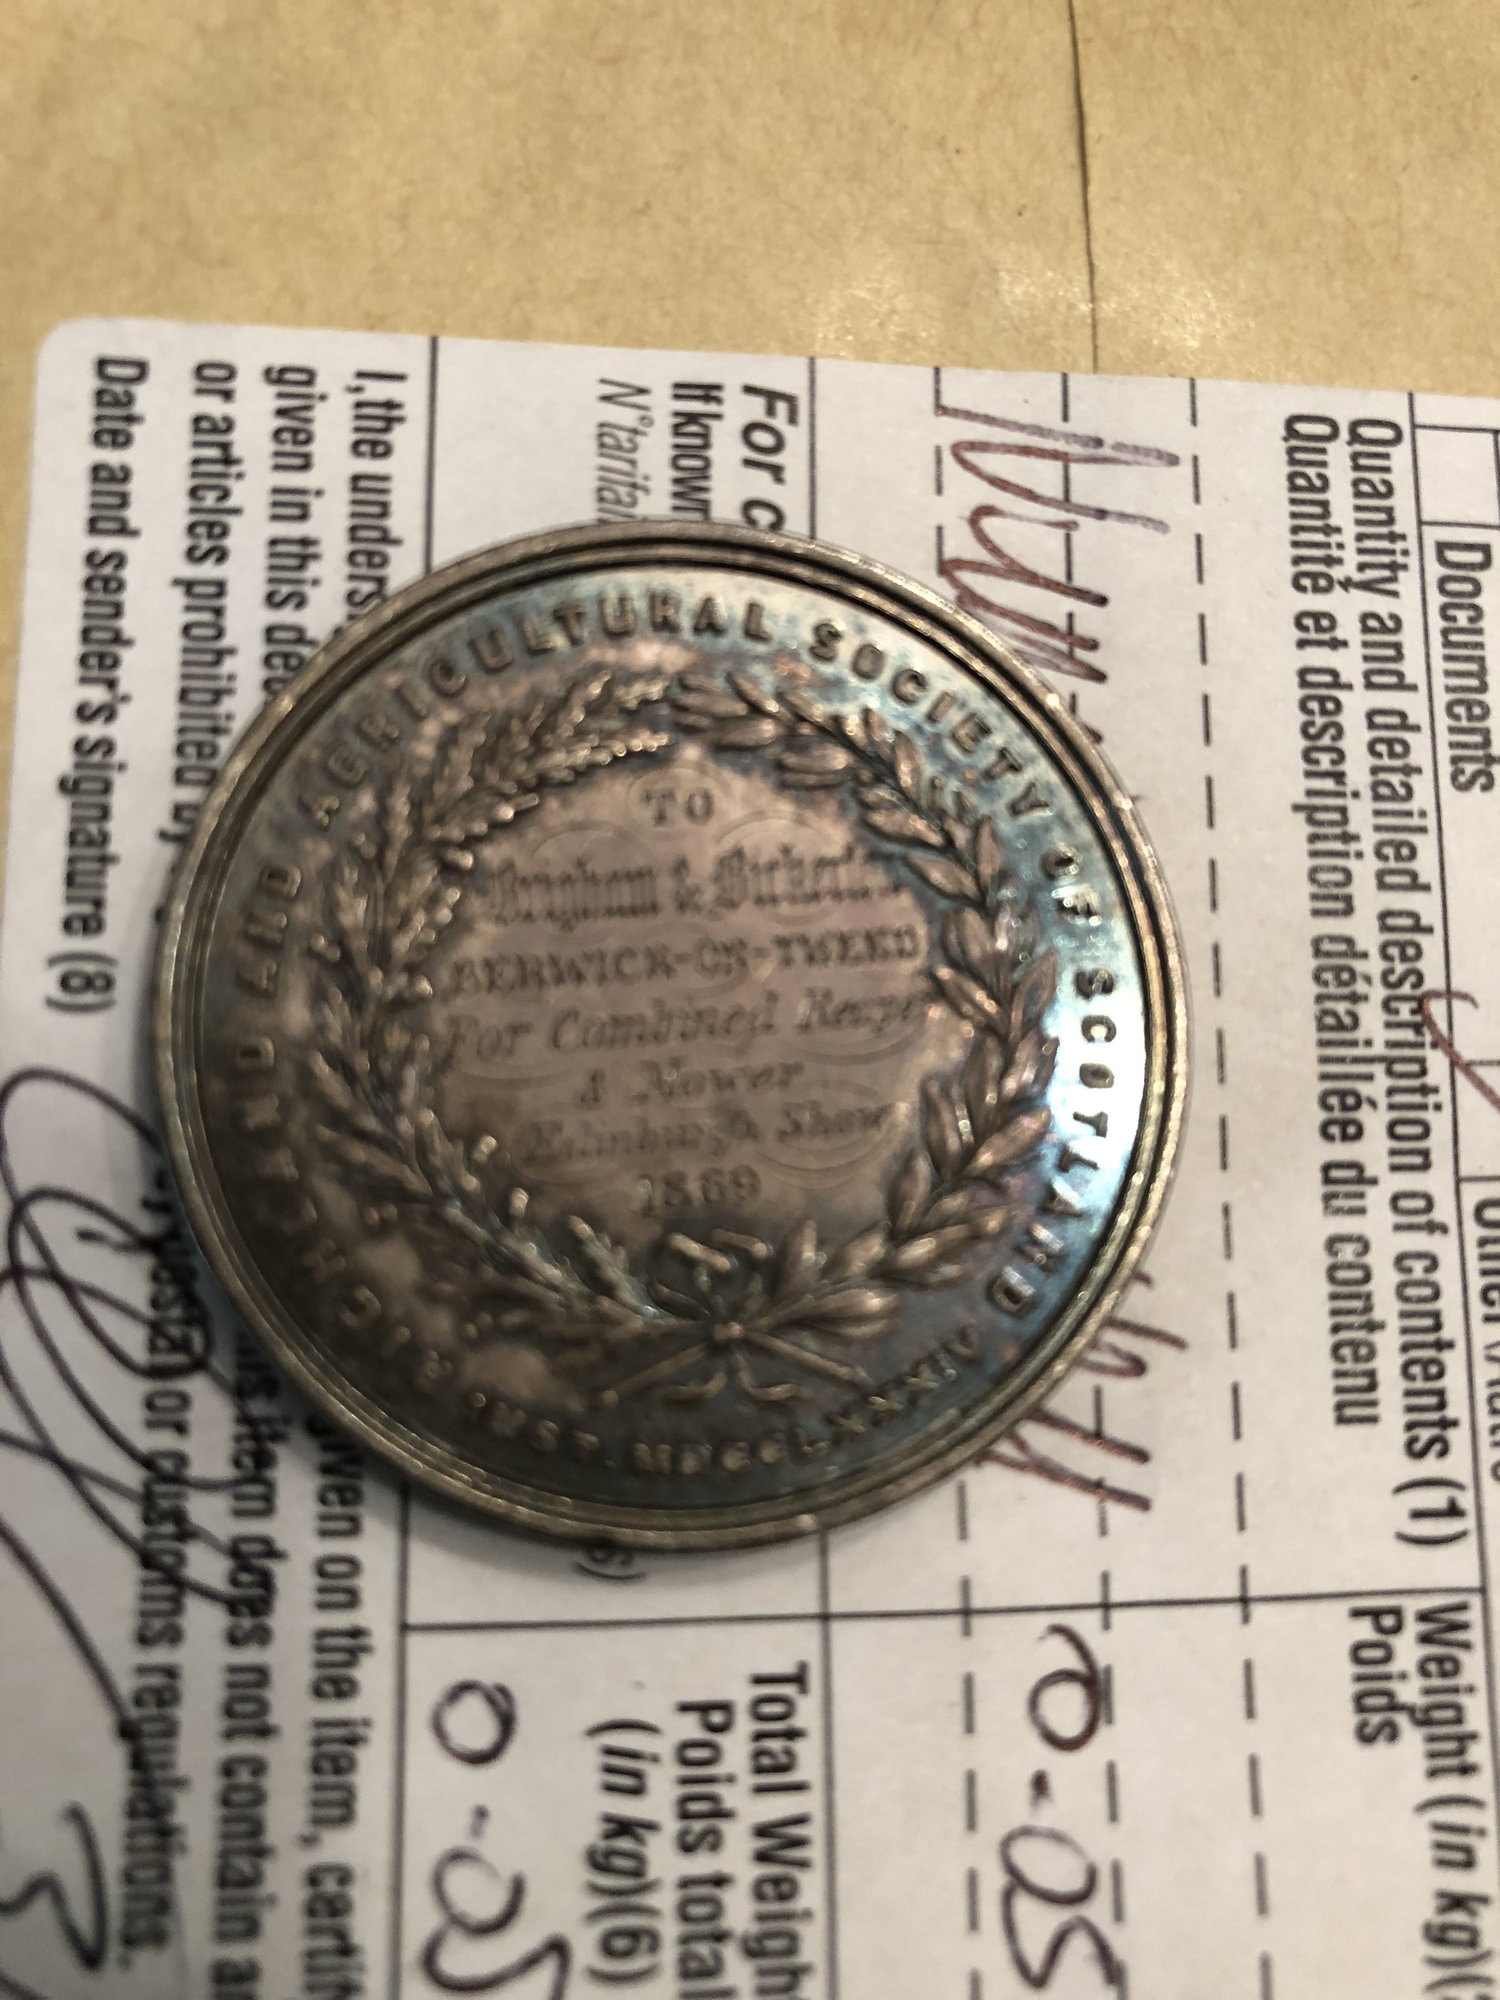 HIGHLAND AND AGRICULTURAL SOCIETY OF SCOTLAND
INST. MDCCLXXXIV
TO
Brigham & Bickerton
BERWICK-ON-TWEED
For Combined Reaper
& Mower
Edinburgh Show
1869
Documents
Quantity and detailed description of contents (1)
Quantité et description détaillée du contenu
Weight (in kg)
Poids
0-05
For c
If known
N° tarifai
Total Weigh
Poids total
(in kg)(6)
0-05
I, the unders
given in this de
or articles prohibited by
Date and sender's signature (8)
given on the item, certif
this item does not contain a
or customs regulations.